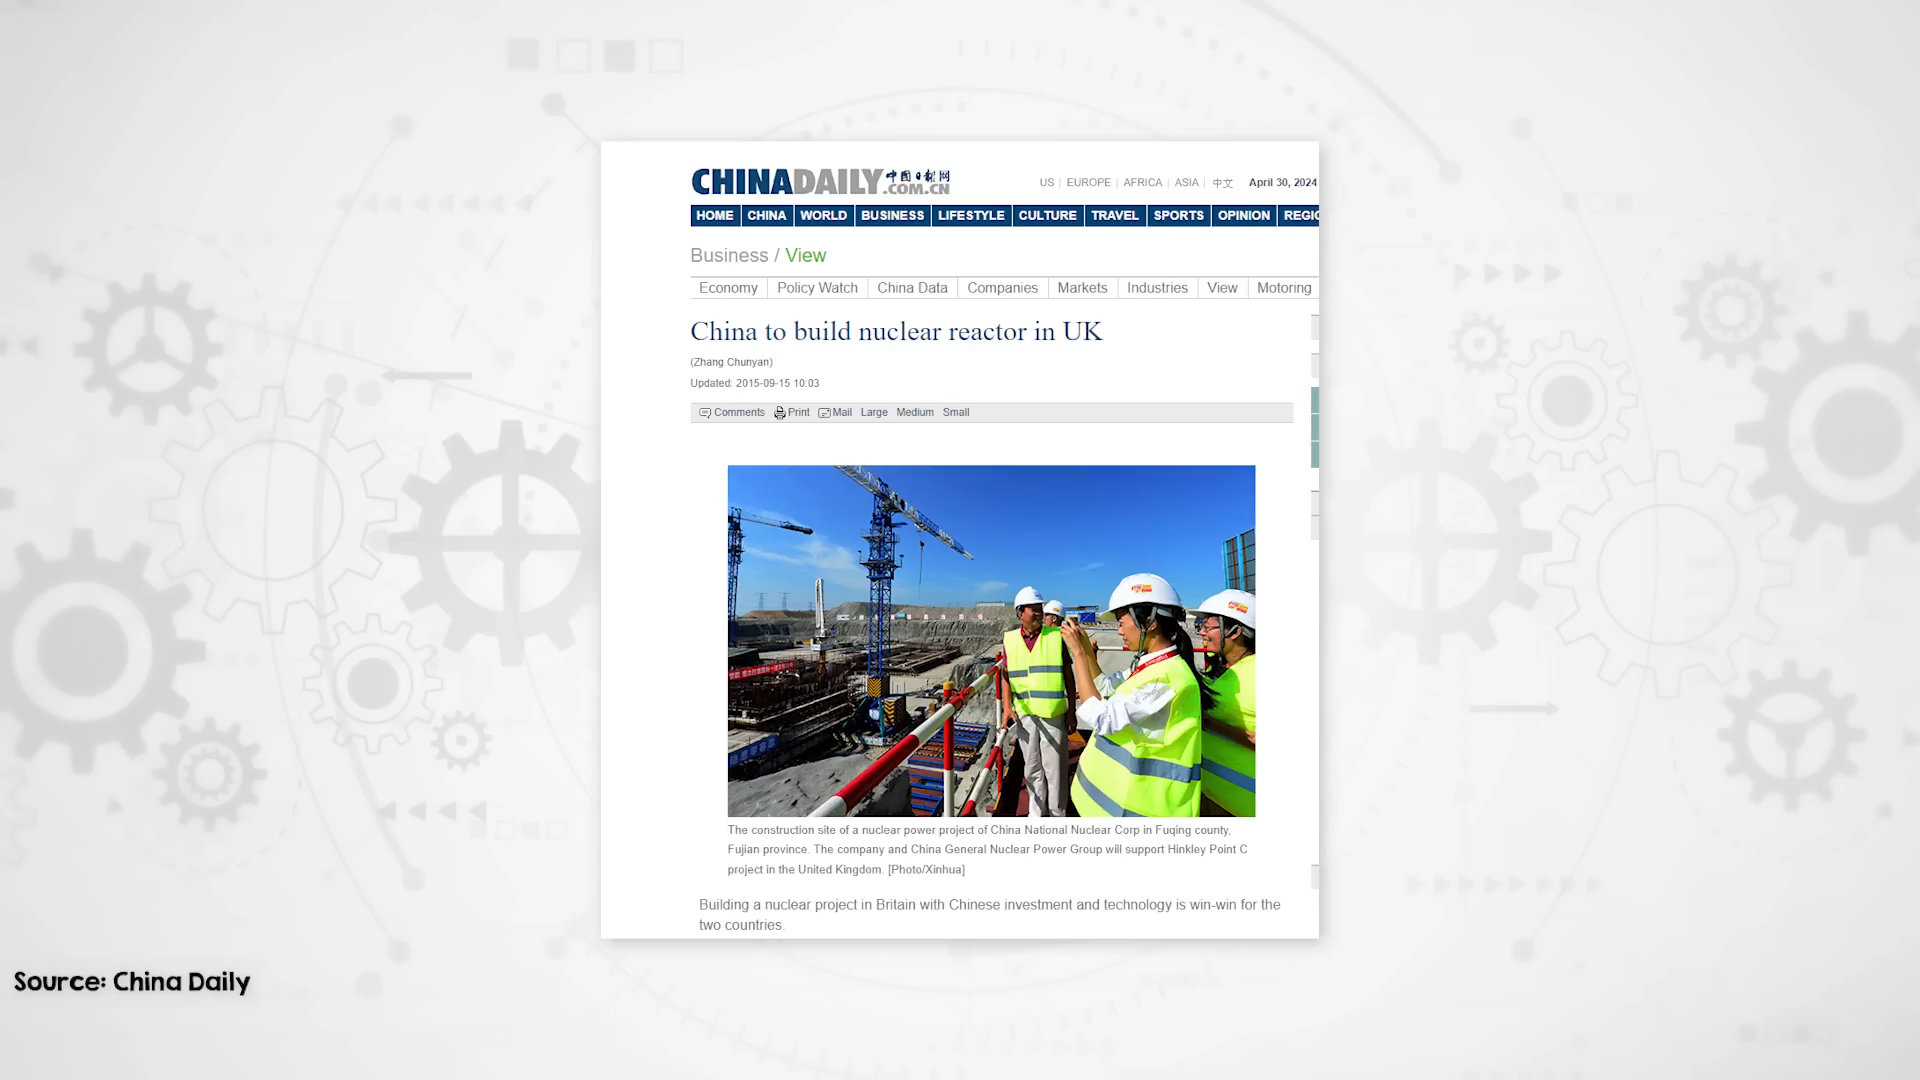 CHINADAILY.COM.CN 中国日报网
US | EUROPE | AFRICA | ASIA | 中文 April 30, 2024
HOME CHINA WORLD BUSINESS LIFESTYLE CULTURE TRAVEL SPORTS OPINION REGIO
Business / View
Economy Policy Watch China Data Companies Markets Industries View Motoring
China to build nuclear reactor in UK
(Zhang Chunyan)
Updated: 2015-09-15 10:03
Comments Print Mail Large Medium Small
The construction site of a nuclear power project of China National Nuclear Corp in Fuqing county,
Fujian province. The company and China General Nuclear Power Group will support Hinkley Point C
project in the United Kingdom. [Photo/Xinhua]
Building a nuclear project in Britain with Chinese investment and technology is win-win for the
two countries.
Source: China Daily